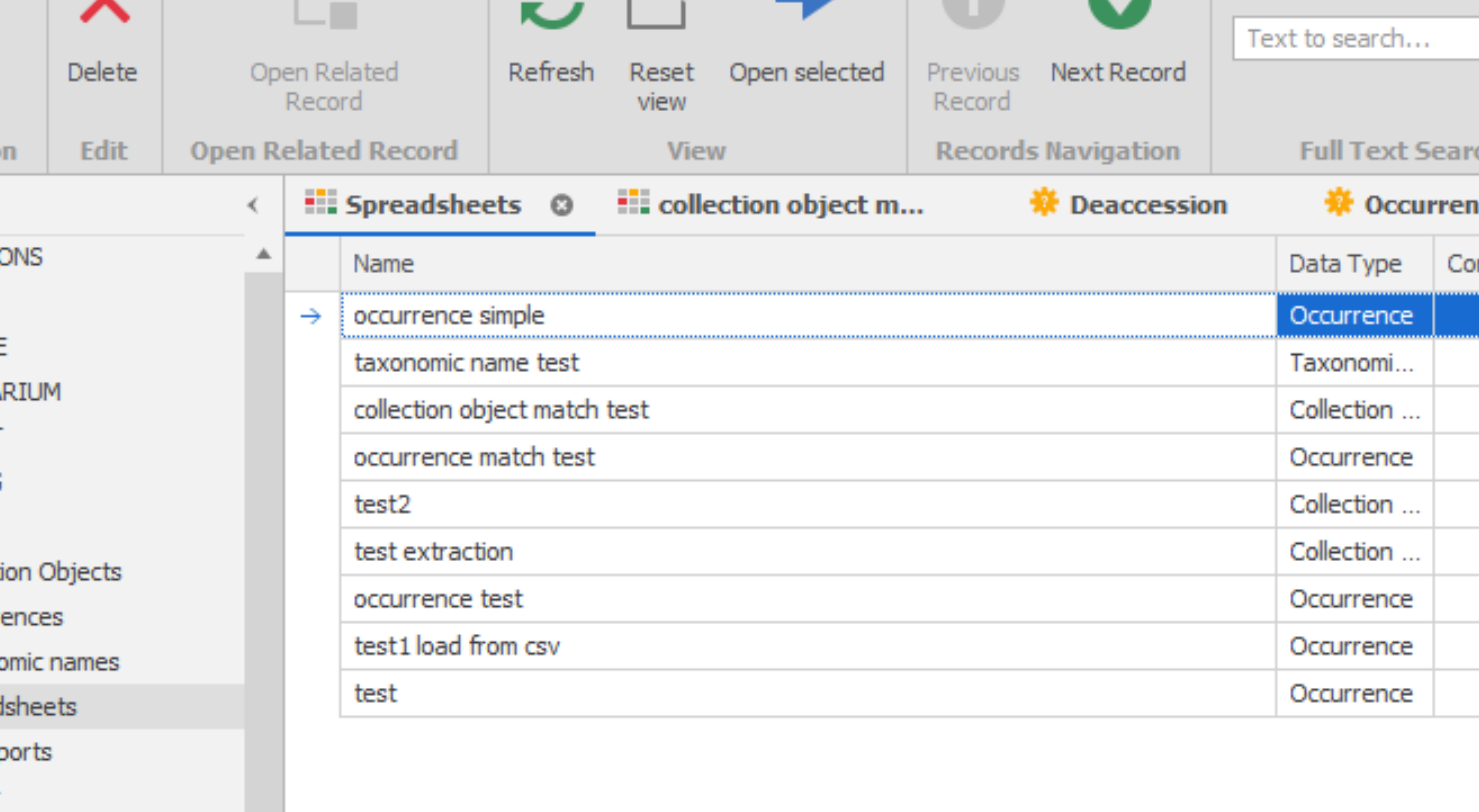 Delete
Open Related
Record
Refresh
Reset
view
Open selected
Previous
Record
Next Record
Text to search...
Edit
Open Related Record
View
Records Navigation
Full Text Searc
Spreadsheets
collection object m...
Deaccession
Occurren
ONS
E
ARIUM
ion Objects
ences
omic names
dsheets
ports
Name Data Type Co
occurrence simple Occurrence
taxonomic name test Taxonomi...
collection object match test Collection ...
occurrence match test Occurrence
test2 Collection ...
test extraction Collection ...
occurrence test Occurrence
test1 load from csv Occurrence
test Occurrence